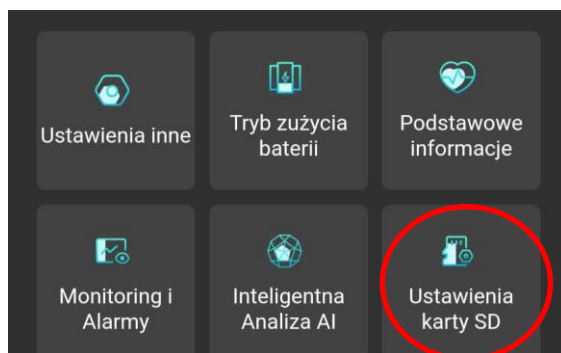 Ustawienia inne
Tryb zużycia
baterii
Podstawowe
informacje
Monitoring i
Alarmy
Inteligentna
Analiza AI
Ustawienia
karty SD